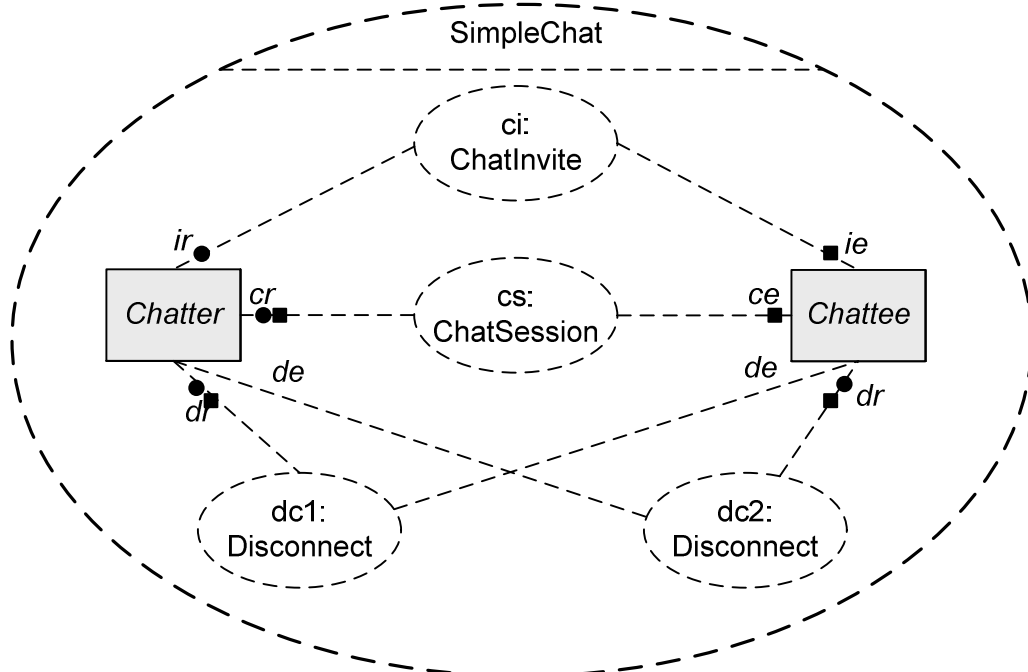 SimpleChat
ci:
ChatInvite
ir
ie
Chatter
cr
cs:
ChatSession
ce
Chattee
de
de
dr
dr
dc1:
Disconnect
dc2:
Disconnect